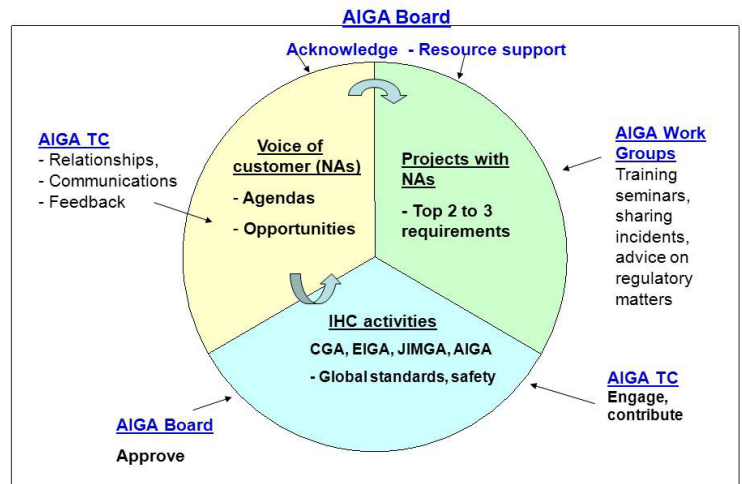 AIGA Board
Acknowledge - Resource support
AIGA TC
- Relationships,
- Communications
- Feedback
Voice of
customer (NAs)
- Agendas
- Opportunities
Projects with
NAs
- Top 2 to 3
requirements
AIGA Work
Groups
Training
seminars,
sharing
incidents,
advice on
regulatory
matters
IHC activities
CGA, EIGA, JIMGA, AIGA
- Global standards, safety
AIGA Board
Approve
AIGA TC
Engage,
contribute